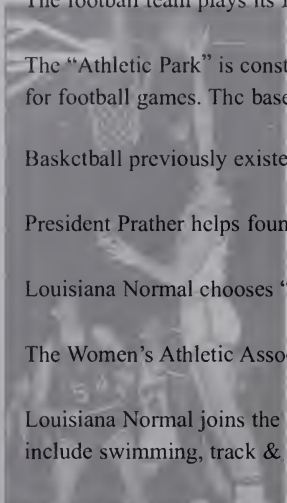 The football team plays its
The “Athletic Park” is const
for football games. The base
Basketball previously existe
President Prather helps foun
Louisiana Normal chooses “
The Women’s Athletic Asso
Louisiana Normal joins the
include swimming, track &